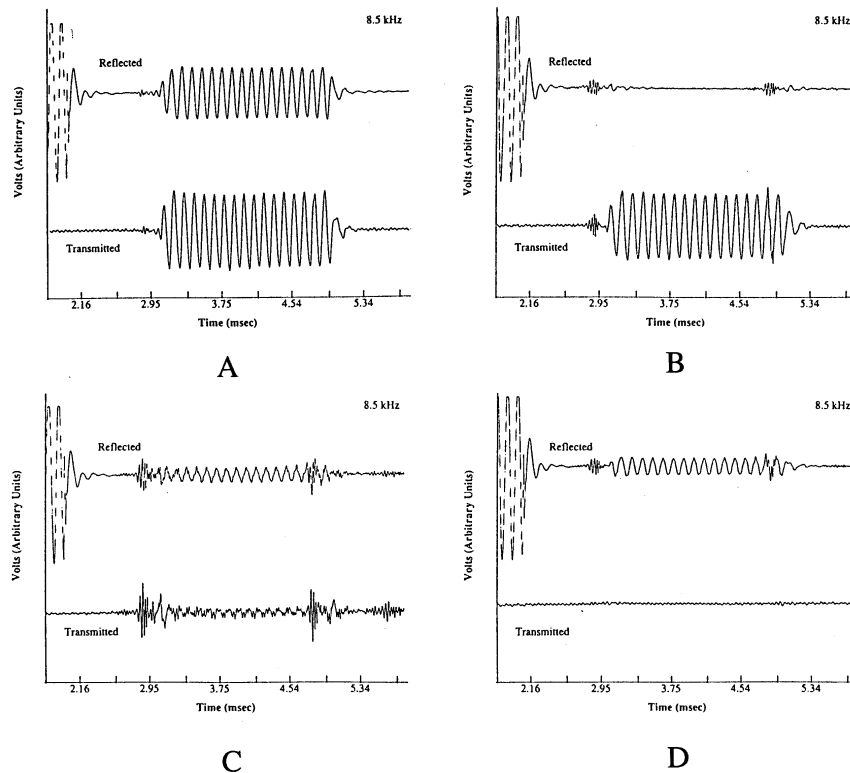 8.5 kHz
Reflected
Volts (Arbitrary Units)
Transmitted
2.16 2.95 3.75 4.54 5.34
Time (msec)
A
8.5 kHz
Reflected
Volts (Arbitrary Units)
Transmitted
2.16 2.95 3.75 4.54 5.34
Time (msec)
B
8.5 kHz
Reflected
Volts (Arbitrary Units)
Transmitted
2.16 2.95 3.75 4.54 5.34
Time (msec)
C
8.5 kHz
Reflected
Volts (Arbitrary Units)
Transmitted
2.16 2.95 3.75 4.54 5.34
Time (msec)
D